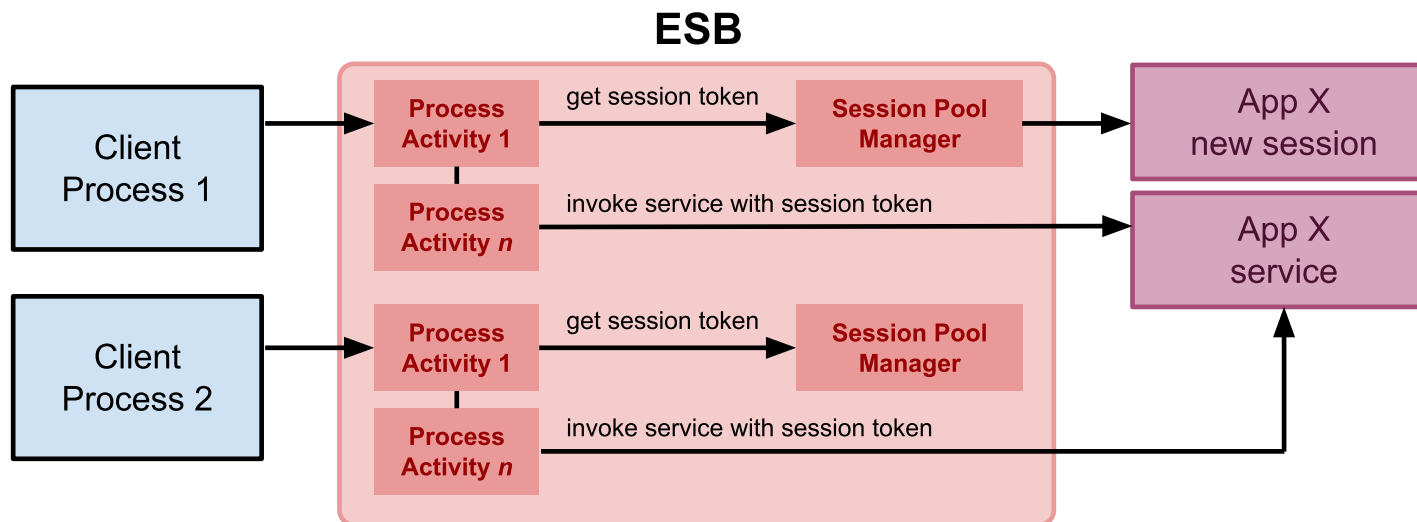 ESB
Client
Process 1
Process
Activity 1
get session token
Session Pool
Manager
App X
new session
Process
Activity n
invoke service with session token
App X
service
Client
Process 2
Process
Activity 1
get session token
Session Pool
Manager
Process
Activity n
invoke service with session token